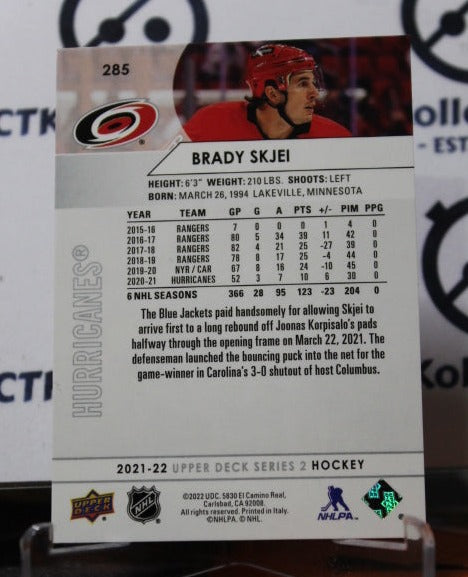 285
BRADY SKJEI
HEIGHT: 6'3" WEIGHT: 210 LBS. SHOOTS: LEFT
BORN: MARCH 26, 1994 LAKEVILLE, MINNESOTA
YEAR TEAM GP G A PTS +/- PIM PPG
2015-16 RANGERS 7 0 0 0 1 4 0
2016-17 RANGERS 80 5 34 39 11 42 0
2017-18 RANGERS 82 4 21 25 -27 39 0
2018-19 RANGERS 78 8 17 25 -4 44 0
2019-20 NYR / CAR 67 8 16 24 -10 45 0
2020-21 HURRICANES 52 3 7 10 6 30 0
6 NHL SEASONS 366 28 95 123 -23 204 0
HURRICANES®
The Blue Jackets paid handsomely for allowing Skjei to
arrive first to a long rebound off Joonas Korpisalo's pads
halfway through the opening frame on March 22, 2021. The
defenseman launched the bouncing puck into the net for the
game-winner in Carolina's 3-0 shutout of host Columbus.
2021-22 UPPER DECK SERIES 2 HOCKEY
UPPER DECK
NHL
©2022 UDC. 5830 El Camino Real,
Carlsbad, CA 92008.
All rights reserved. Printed in Italy.
©NHLPA. © NHL.
NHLPA